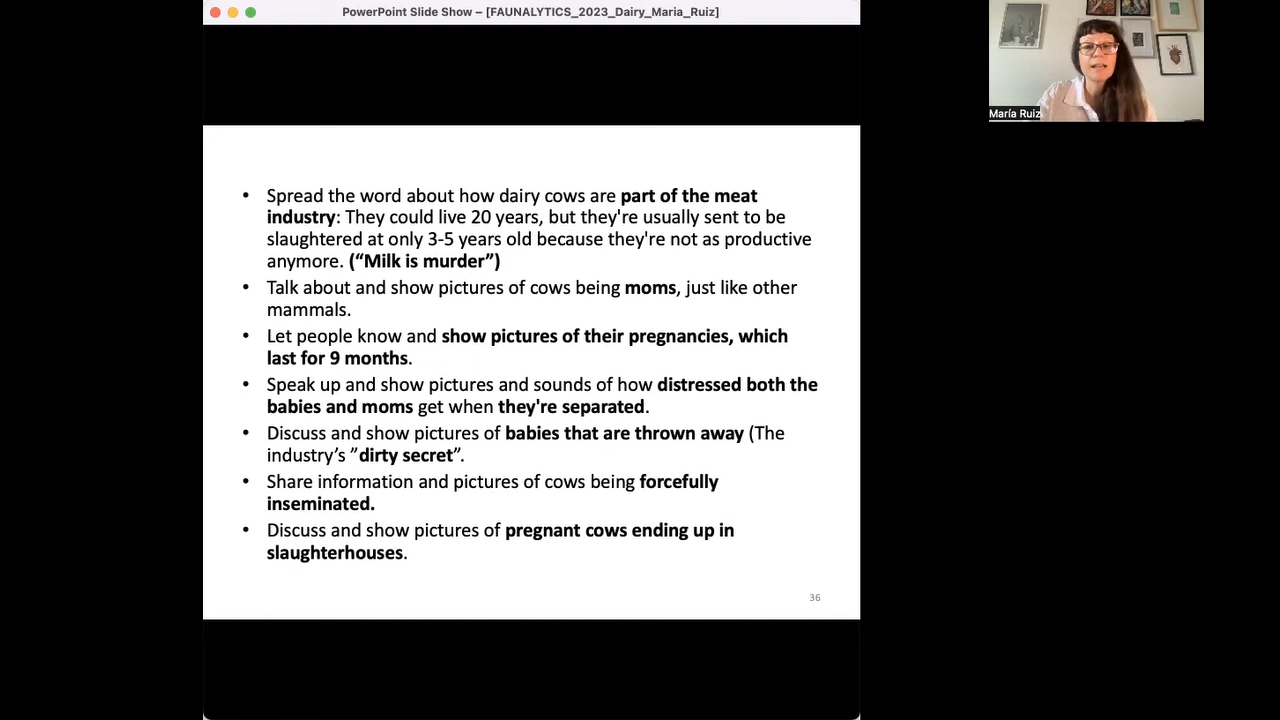 PowerPoint Slide Show – [FAUNALYTICS_2023_Dairy_Maria_Ruiz]
María Ruiz
• Spread the word about how dairy cows are part of the meat
industry: They could live 20 years, but they're usually sent to be
slaughtered at only 3-5 years old because they're not as productive
anymore. (“Milk is murder”)
• Talk about and show pictures of cows being moms, just like other
mammals.
• Let people know and show pictures of their pregnancies, which
last for 9 months.
• Speak up and show pictures and sounds of how distressed both the
babies and moms get when they're separated.
• Discuss and show pictures of babies that are thrown away (The
industry’s ”dirty secret”.
• Share information and pictures of cows being forcefully
inseminated.
• Discuss and show pictures of pregnant cows ending up in
slaughterhouses.
36